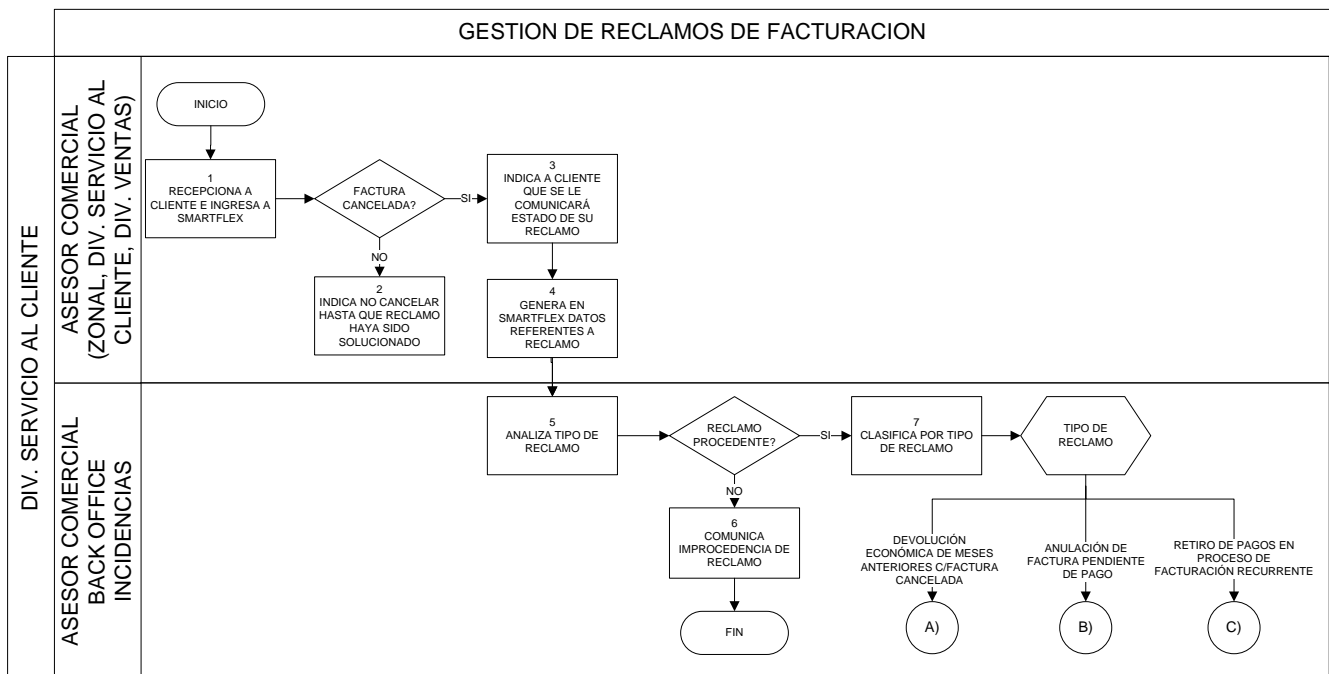 GESTION DE RECLAMOS DE FACTURACION
DIV. SERVICIO AL CLIENTE
ASESOR COMERCIAL
(ZONAL, DIV. SERVICIO AL
CLIENTE, DIV. VENTAS)
INICIO
1
RECEPCIONA A
CLIENTE E INGRESA A
SMARTFLEX
FACTURA
CANCELADA?
SI
NO
2
INDICA NO CANCELAR
HASTA QUE RECLAMO
HAYA SIDO
SOLUCIONADO
3
INDICA A CLIENTE
QUE SE LE
COMUNICARÁ
ESTADO DE SU
RECLAMO
4
GENERA EN
SMARTFLEX DATOS
REFERENTES A
RECLAMO
ASESOR COMERCIAL
BACK OFFICE
INCIDENCIAS
5
ANALIZA TIPO DE
RECLAMO
RECLAMO
PROCEDENTE?
SI
NO
6
COMUNICA
IMPROCEDENCIA DE
RECLAMO
FIN
7
CLASIFICA POR TIPO
DE RECLAMO
TIPO DE
RECLAMO
DEVOLUCIÓN
ECONÓMICA DE MESES
ANTERIORES C/FACTURA
CANCELADA
A)
ANULACIÓN DE
FACTURA PENDIENTE
DE PAGO
B)
RETIRO DE PAGOS EN
PROCESO DE
FACTURACIÓN RECURRENTE
C)